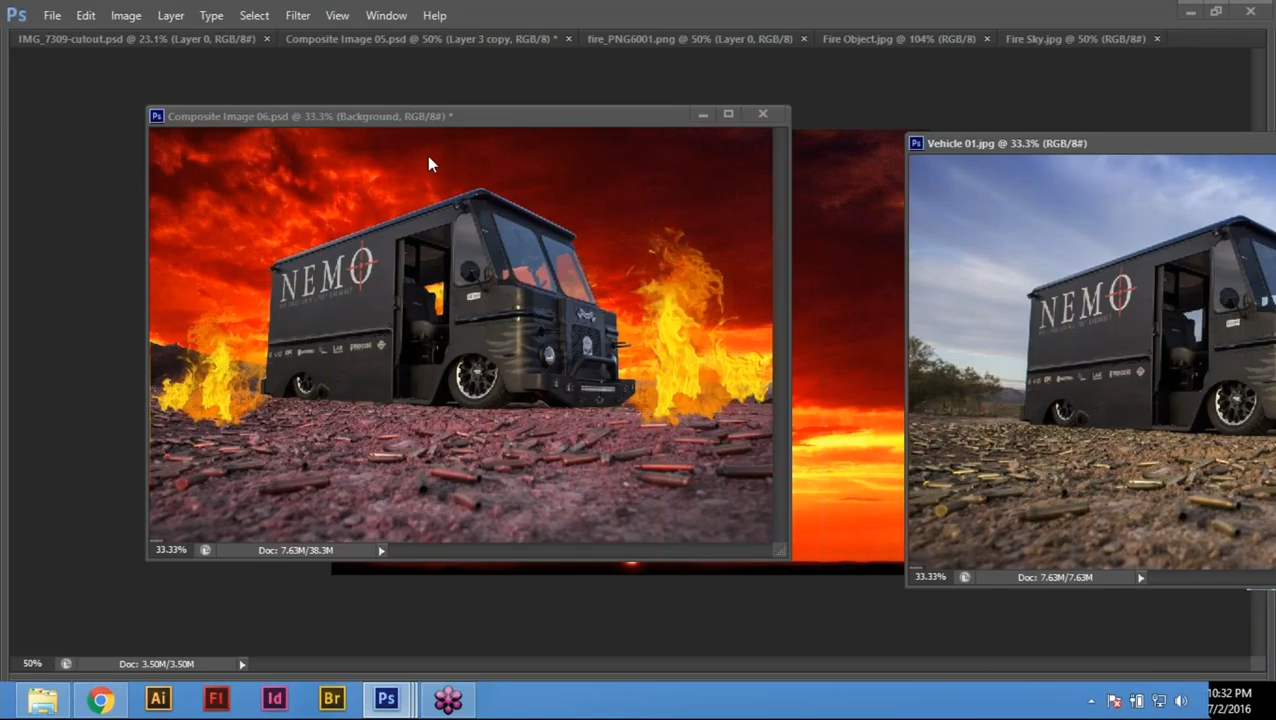 Ps File Edit Image Layer Type Select Filter View Window Help
IMG_7309-cutout.psd @ 23.1% (Layer 0, RGB/8#) × Composite Image 05.psd @ 50% (Layer 3 copy, RGB/8) * × fire_PNG6001.png @ 50% (Layer 0, RGB/8) × Fire Object.jpg @ 104% (RGB/8) × Fire Sky.jpg @ 50% (RGB/8#) ×
Ps Composite Image 06.psd @ 33.3% (Background, RGB/8#) *
Ps Vehicle 01.jpg @ 33.3% (RGB/8#)
NEMO
NEMO
33.33% Doc: 7.63M/38.3M
33.33% Doc: 7.63M/7.63M
50% Doc: 3.50M/3.50M
Ai Fl Id Br Ps
10:32 PM
7/2/2016